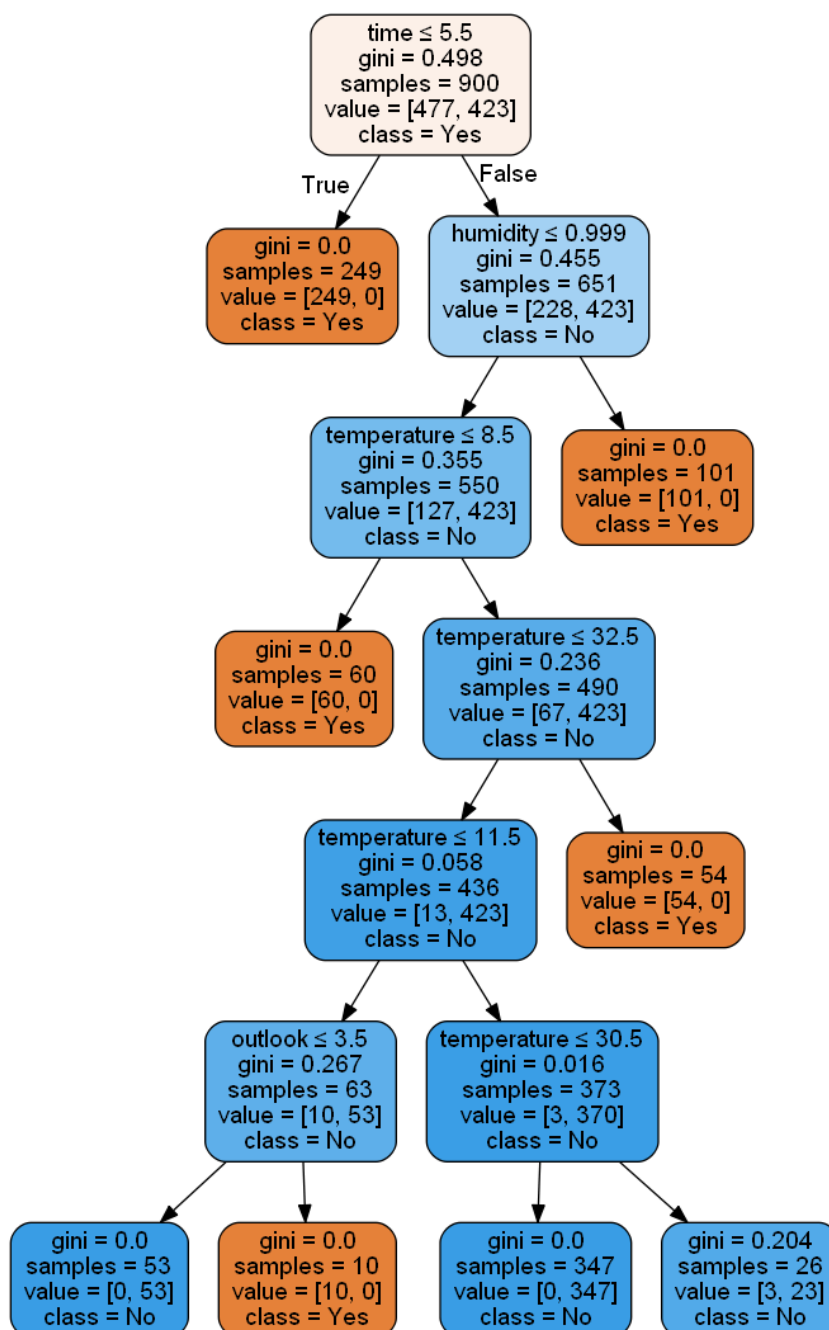 time ≤ 5.5
gini = 0.498
samples = 900
value = [477, 423]
class = Yes
True
False
gini = 0.0
samples = 249
value = [249, 0]
class = Yes
humidity ≤ 0.999
gini = 0.455
samples = 651
value = [228, 423]
class = No
temperature ≤ 8.5
gini = 0.355
samples = 550
value = [127, 423]
class = No
gini = 0.0
samples = 101
value = [101, 0]
class = Yes
gini = 0.0
samples = 60
value = [60, 0]
class = Yes
temperature ≤ 32.5
gini = 0.236
samples = 490
value = [67, 423]
class = No
temperature ≤ 11.5
gini = 0.058
samples = 436
value = [13, 423]
class = No
gini = 0.0
samples = 54
value = [54, 0]
class = Yes
outlook ≤ 3.5
gini = 0.267
samples = 63
value = [10, 53]
class = No
temperature ≤ 30.5
gini = 0.016
samples = 373
value = [3, 370]
class = No
gini = 0.0
samples = 53
value = [0, 53]
class = No
gini = 0.0
samples = 10
value = [10, 0]
class = Yes
gini = 0.0
samples = 347
value = [0, 347]
class = No
gini = 0.204
samples = 26
value = [3, 23]
class = No